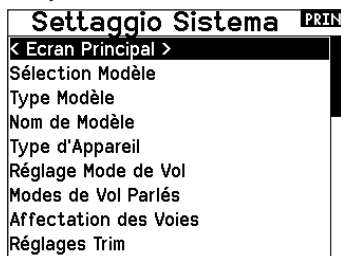 Settaggio Sistema PRIN
< Ecran Principal >
Sélection Modèle
Type Modèle
Nom de Modèle
Type d'Appareil
Réglage Mode de Vol
Modes de Vol Parlés
Affectation des Voies
Réglages Trim